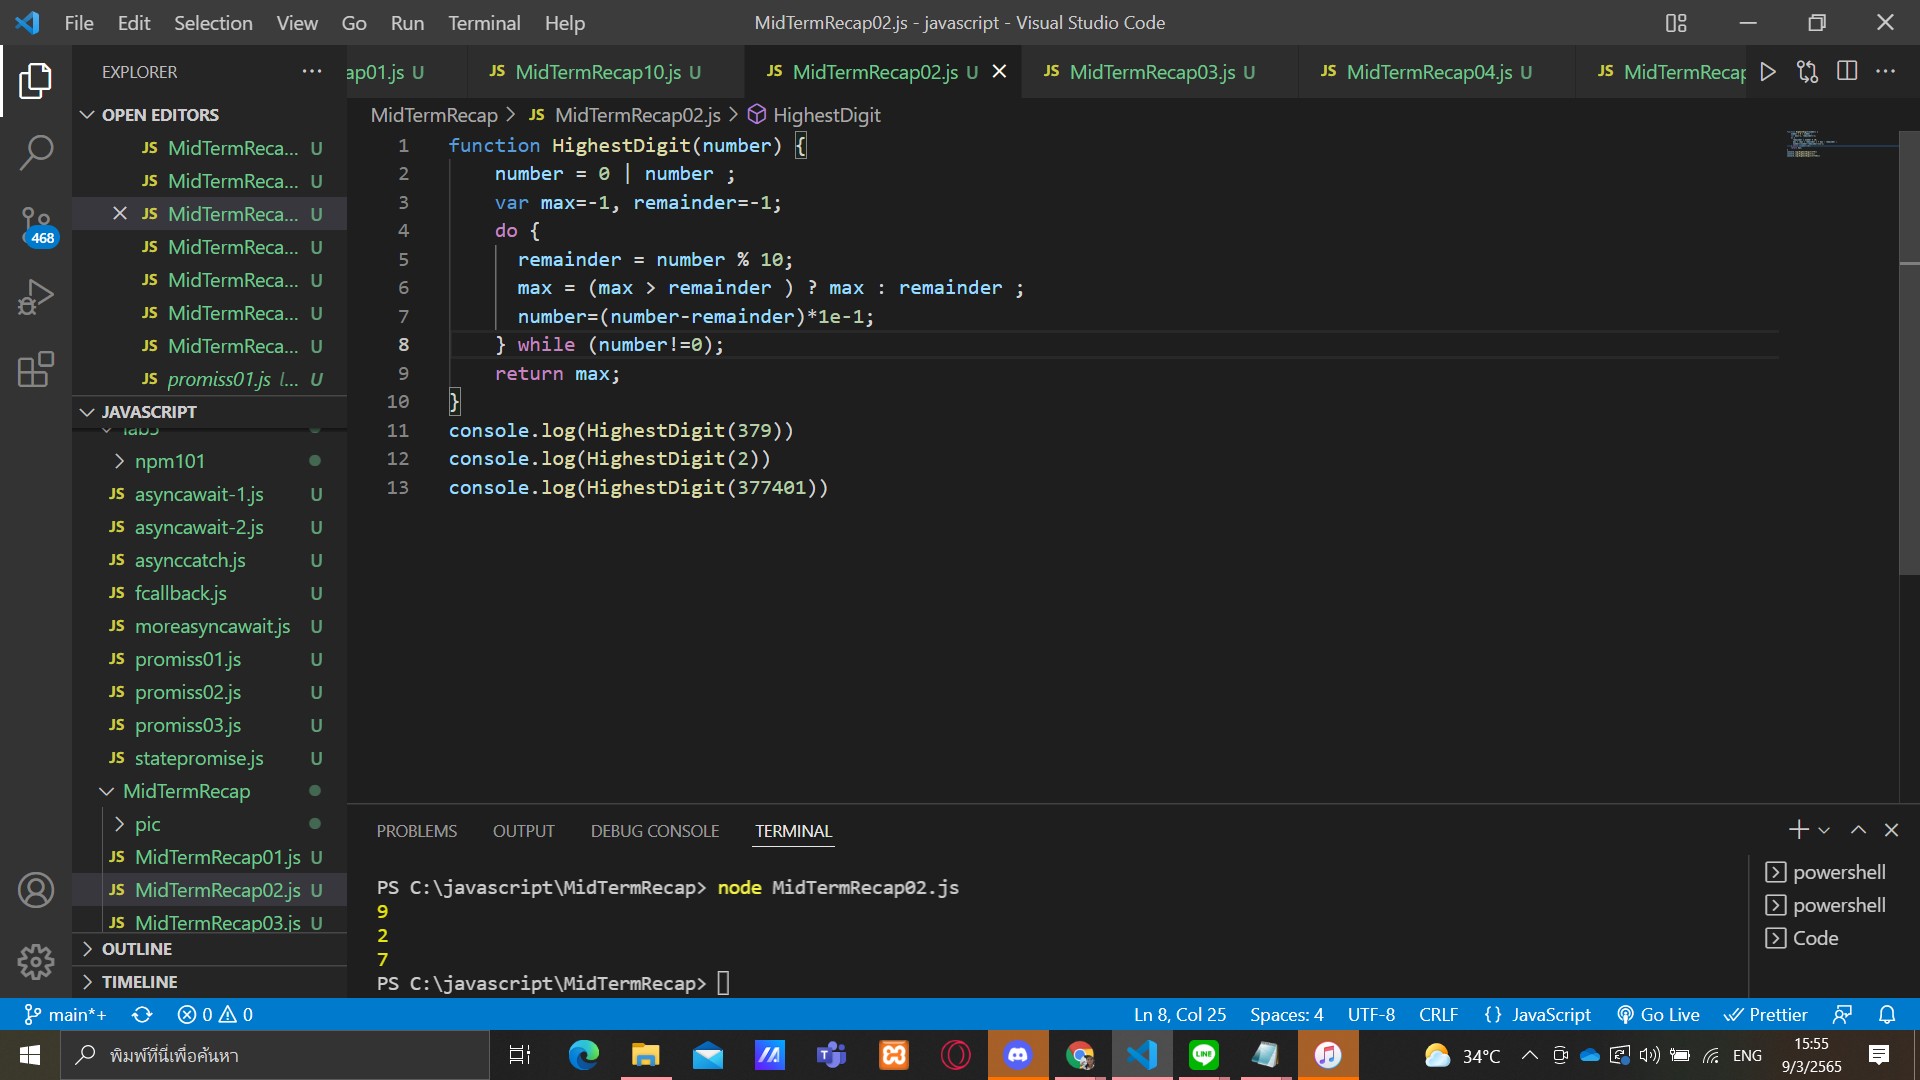 File Edit Selection View Go Run Terminal Help
MidTermRecap02.js - javascript - Visual Studio Code
EXPLORER
ap01.js U
JS MidTermRecap10.js U
JS MidTermRecap02.js U
JS MidTermRecap03.js U
JS MidTermRecap04.js U
JS MidTermRecap
OPEN EDITORS
JS MidTermReca... U
JS MidTermReca... U
JS MidTermReca... U
JS MidTermReca... U
JS MidTermReca... U
JS MidTermReca... U
JS MidTermReca... U
JS promiss01.js l... U
468
JAVASCRIPT
lab5
npm101
JS asyncawait-1.js U
JS asyncawait-2.js U
JS asynccatch.js U
JS fcallback.js U
JS moreasyncawait.js U
JS promiss01.js U
JS promiss02.js U
JS promiss03.js U
JS statepromise.js U
MidTermRecap
pic
JS MidTermRecap01.js U
JS MidTermRecap02.js U
JS MidTermRecap03.js U
OUTLINE
TIMELINE
MidTermRecap > JS MidTermRecap02.js > HighestDigit
1 function HighestDigit(number) {
2 number = 0 | number ;
3 var max=-1, remainder=-1;
4 do {
5 remainder = number % 10;
6 max = (max > remainder ) ? max : remainder ;
7 number=(number-remainder)*1e-1;
8 } while (number!=0);
9 return max;
10 }
11 console.log(HighestDigit(379))
12 console.log(HighestDigit(2))
13 console.log(HighestDigit(377401))
PROBLEMS OUTPUT DEBUG CONSOLE TERMINAL
PS C:\javascript\MidTermRecap> node MidTermRecap02.js
9
2
7
PS C:\javascript\MidTermRecap>
powershell
powershell
Code
main*+ 0 0
Ln 8, Col 25 Spaces: 4 UTF-8 CRLF {} JavaScript Go Live Prettier
พิมพ์ที่นี่เพื่อค้นหา
LINE
34°C
ENG
15:55
9/3/2565